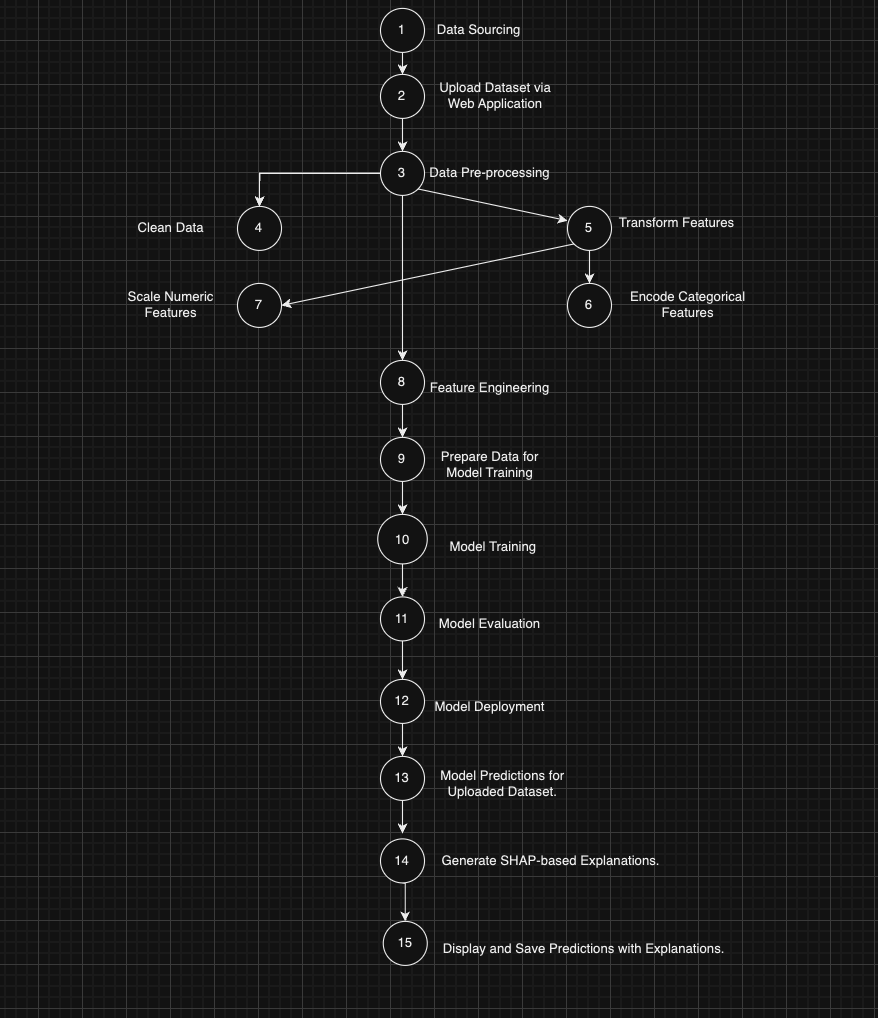 1
Data Sourcing
2
Upload Dataset via
Web Application
3
Data Pre-processing
Clean Data
4
5
Transform Features
Scale Numeric
Features
7
6
Encode Categorical
Features
8
Feature Engineering
9
Prepare Data for
Model Training
10
Model Training
11
Model Evaluation
12
Model Deployment
13
Model Predictions for
Uploaded Dataset.
14
Generate SHAP-based Explanations.
15
Display and Save Predictions with Explanations.